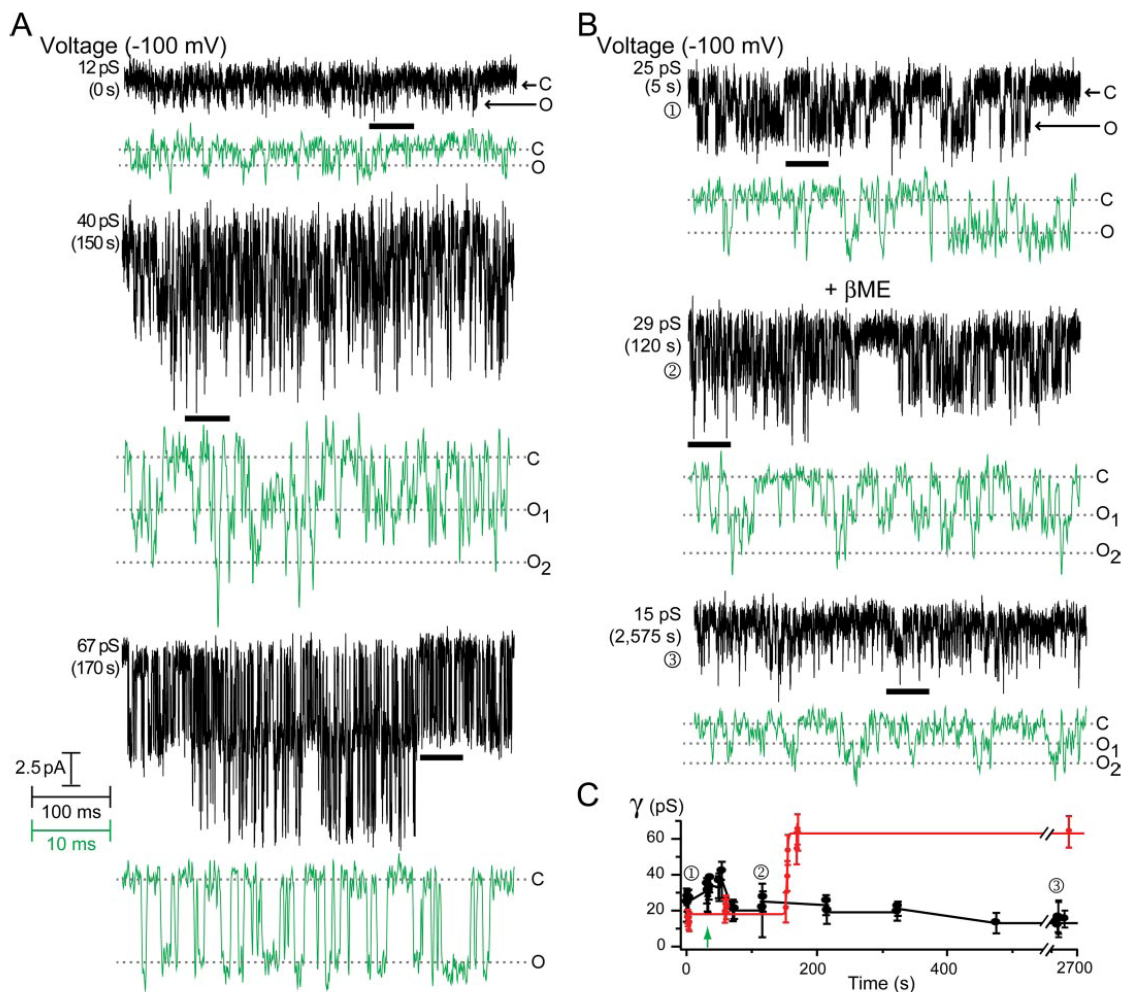 A
Voltage (-100 mV)
12 pS
(0 s)
C
O
C
O
40 pS
(150 s)
C
O1
O2
67 pS
(170 s)
2.5 pA
100 ms
10 ms
C
O
B
Voltage (-100 mV)
25 pS
(5 s)
①
C
O
C
O
+ βME
29 pS
(120 s)
②
C
O1
O2
15 pS
(2,575 s)
③
C
O1
O2
C
γ (pS)
60
40
20
0
① ② ③
0 200 400 2700
Time (s)